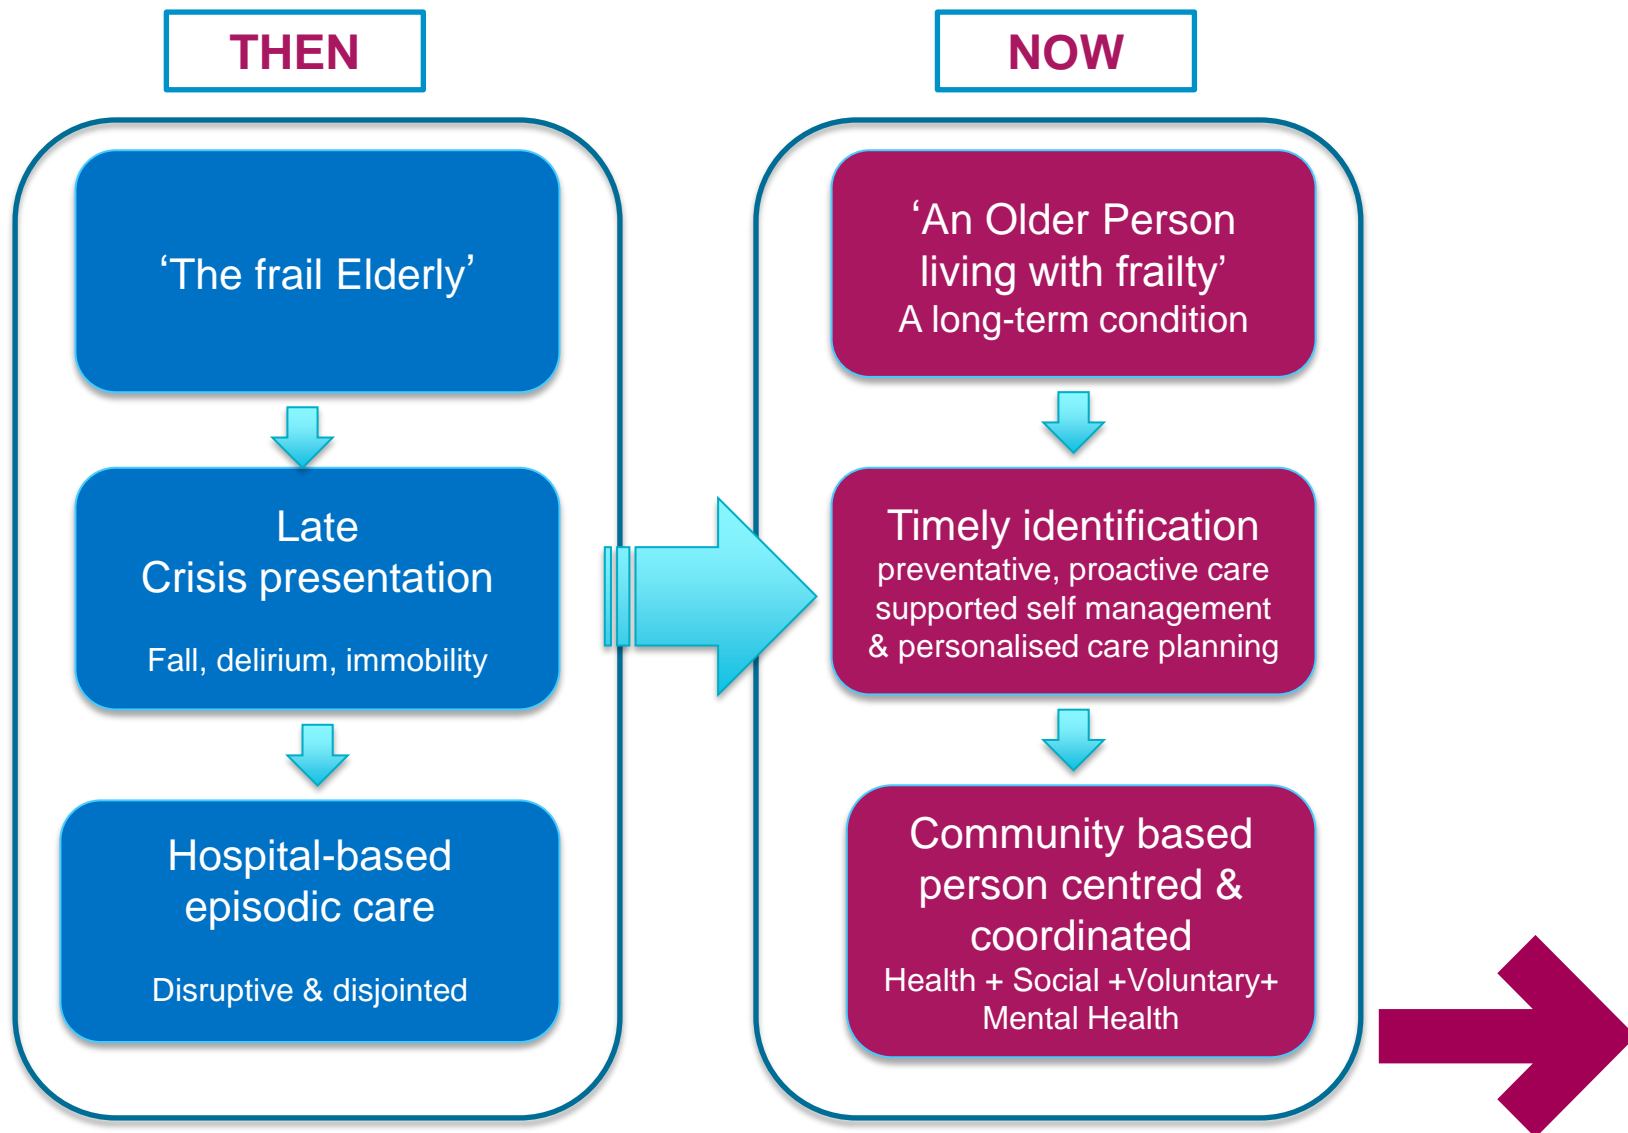 THEN
‘The frail Elderly’
Late
Crisis presentation
Fall, delirium, immobility
Hospital-based
episodic care
Disruptive & disjointed
NOW
‘An Older Person
living with frailty’
A long-term condition
Timely identification
preventative, proactive care
supported self management
& personalised care planning
Community based
person centred &
coordinated
Health + Social +Voluntary+
Mental Health